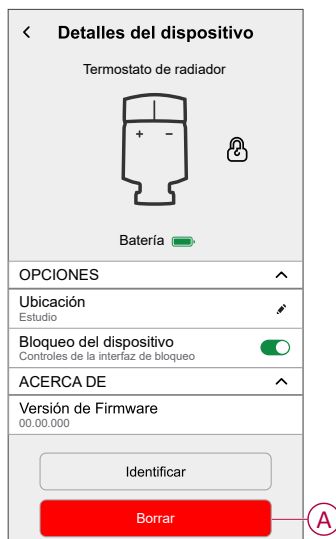 Detalles del dispositivo
Termostato de radiador
+ -
Batería
OPCIONES
Ubicación
Estudio
Bloqueo del dispositivo
Controles de la interfaz de bloqueo
ACERCA DE
Versión de Firmware
00.00.000
Identificar
Borrar
A